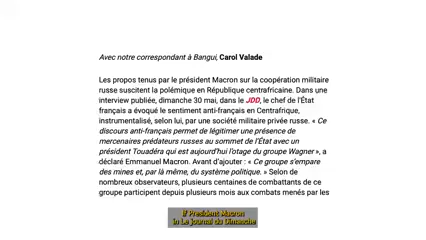 Avec notre correspondant à Bangui, Carol Valade
Les propos tenus par le président Macron sur la coopération militaire
russe suscitent la polémique en République centrafricaine. Dans une
interview publiée, dimanche 30 mai, dans le JDD, le chef de l'État
français a évoqué le sentiment anti-français en Centrafrique,
instrumentalisé, selon lui, par une société militaire privée russe. « Ce
discours anti-français permet de légitimer une présence de
mercenaires prédateurs russes au sommet de l'État avec un
président Touadéra qui est aujourd'hui l'otage du groupe Wagner », a
déclaré Emmanuel Macron. Avant d'ajouter : « Ce groupe s'empare
des mines et, par là même, du système politique. » Selon de
nombreux observateurs, plusieurs centaines de combattants de ce
groupe participent depuis plusieurs mois aux combats menés par les
If President Macron
in Le Journal du Dimauche